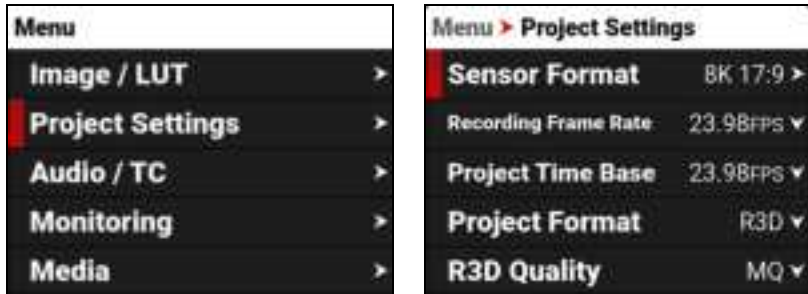 Menu
Image / LUT
Project Settings
Audio / TC
Monitoring
Media
Menu > Project Settings
Sensor Format 8K 17:9 >
Recording Frame Rate 23.98FPS
Project Time Base 23.98FPS
Project Format R3D
R3D Quality MQ